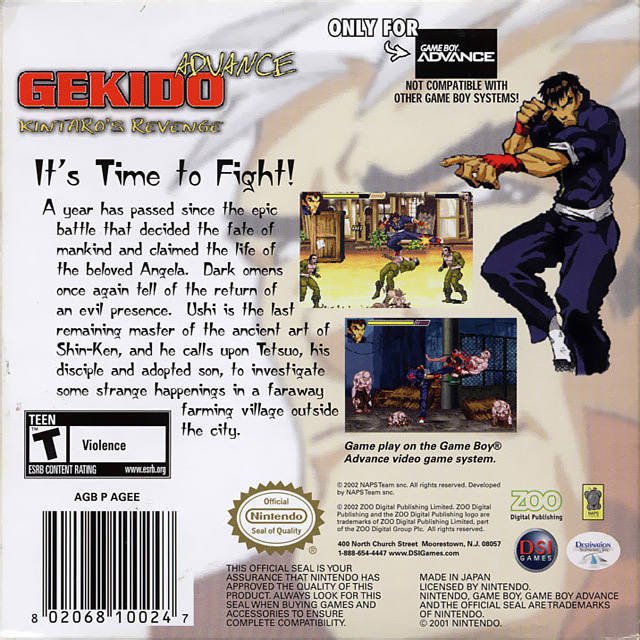 ONLY FOR
GAME BOY
ADVANCE
NOT COMPATIBLE WITH
OTHER GAME BOY SYSTEMS!
ADVANCE
GEKIDO
KINTARO'S REVENGE
It's Time to Fight!
A year has passed since the epic
battle that decided the fate of
mankind and claimed the life of
the beloved Angela. Dark omens
once again tell of the return of
an evil presence. Ushi is the last
remaining master of the ancient art of
Shin-Ken, and he calls upon Tetsuo, his
disciple and adopted son, to investigate
some strange happenings in a faraway
farming village outside
the city.
Game play on the Game Boy®
Advance video game system.
TEEN
T
TM
Violence
ESRB CONTENT RATING www.esrb.org
AGB P AGEE
8 02068 10024 7
Official
Nintendo
Seal of Quality
®
THIS OFFICIAL SEAL IS YOUR
ASSURANCE THAT NINTENDO HAS
APPROVED THE QUALITY OF THIS
PRODUCT. ALWAYS LOOK FOR THIS
SEAL WHEN BUYING GAMES AND
ACCESSORIES TO ENSURE
COMPLETE COMPATIBILITY.
© 2002 NAPS Team snc. All rights reserved. Developed
by NAPS Team snc.
© 2002 ZOO Digital Publishing Limited. ZOO Digital
Publishing and the ZOO Digital Publishing logo are
trademarks of ZOO Digital Publishing Limited, part
of the ZOO Digital Group Plc. All rights reserved.
400 North Church Street Moorestown, N.J. 08057
1-888-654-4447 www.DSIGames.com
ZOO
Digital Publishing
NAPS
DSI
GAMES
DESTINATION
MADE IN JAPAN
LICENSED BY NINTENDO.
NINTENDO, GAME BOY, GAME BOY ADVANCE
AND THE OFFICIAL SEAL ARE TRADEMARKS
OF NINTENDO.
© 2001 NINTENDO.